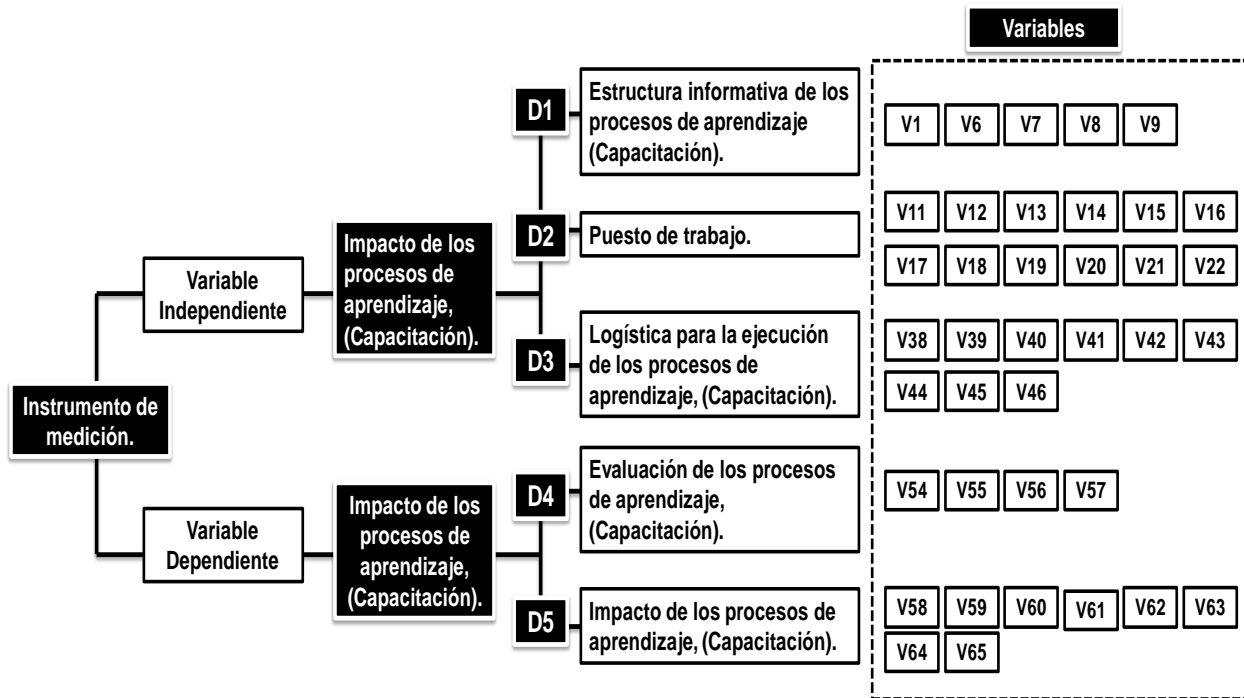 Variables
D1
Estructura informativa de los
procesos de aprendizaje
(Capacitación).
V1 V6 V7 V8 V9
D2
Puesto de trabajo.
V11 V12 V13 V14 V15 V16
V17 V18 V19 V20 V21 V22
Variable
Independiente
Impacto de los
procesos de
aprendizaje,
(Capacitación).
D3
Logística para la ejecución
de los procesos de
aprendizaje, (Capacitación).
V38 V39 V40 V41 V42 V43
V44 V45 V46
Instrumento de
medición.
D4
Evaluación de los procesos
de aprendizaje,
(Capacitación).
V54 V55 V56 V57
Variable
Dependiente
Impacto de los
procesos de
aprendizaje,
(Capacitación).
D5
Impacto de los procesos de
aprendizaje, (Capacitación).
V58 V59 V60 V61 V62 V63
V64 V65